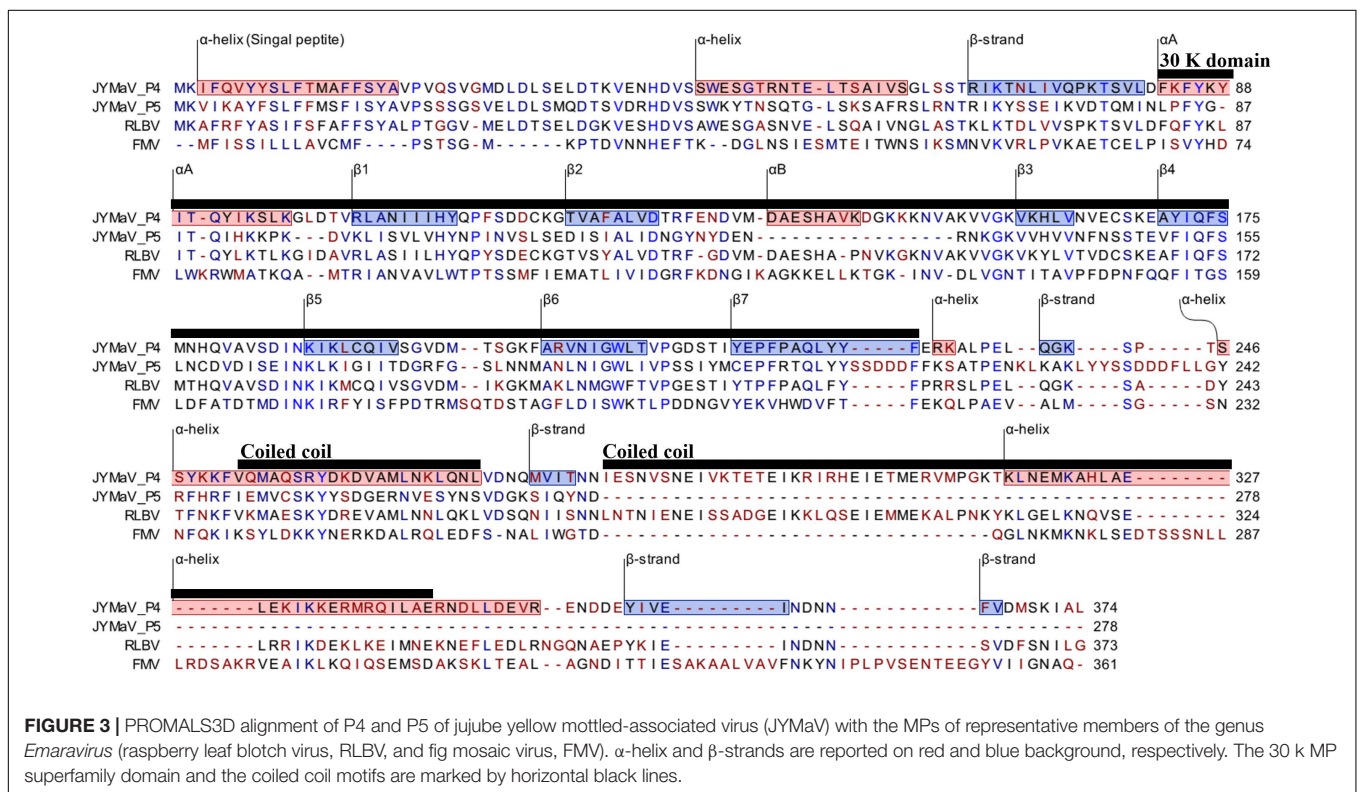 α-helix (Singal peptite) α-helix β-strand αA
30 K domain
JYMaV_P4 MKIFQVYYSLFTMAFFSYAVPVQSVGMDLDLSELDTKVENHDVSSWESGTRNTE-LTSAIVSGLSSTRIKTNLIVQPKTSVLDFKFYKY 88
JYMaV_P5 MKVIKAYFSLFFMSFISYAVPSSSGVSMELDLSMQDTSVDRHDVSSWKYTNSQTG-LSKSAFRSLRNTRIKYSSEIKVDTQMINLPFYG- 87
RLBV MKAFRFYASIFSFAFFSYALPTGGV-MELDTSELDGKVESHDVSAWESGASNVE-LSQAIVNGLASTKLKTDLVVSPKTSVLDFQFYKL 87
FMV --MFISSILLLAVCMF---PSTSG-M-----KPTDVNNHEFTK--DGLNSIESMTEITWNSIKSMNVKVRLPVKAETCELPISVYHD 74
αA β1 β2 αB β3 β4
JYMaV_P4 IT-QYIKSLKGLDTVRLANIIIHYQPFSDDCKGTVAFALVDTRFENDVM-DAESHAVKDGKKKNVAKVVGKVKHLVNVECSKEAYIQFS 175
JYMaV_P5 IT-QIHKKPK---DVKLISVLVHYNPINVSLSEDISIALIDNGYNYDEN-----------------RNKGKVVHVVNFNSSTEVFIQFS 155
RLBV IT-QYLKTLKGIDAVRLASIILHYQPYSDECKGTVSYALVDTRF-GDVM-DAESHA-PNVKGKNVAKVVGKVKYLVTVDCSKEAFIQFS 172
FMV LWKRWMATKQA--MTRIANVAVLWTPTSSMFIEMATLIVIDGRFKDNGIKAGKKELLKTGK-INV-DLVGNTITAVPFDPNFQQFITGS 159
β5 β6 β7 α-helix β-strand α-helix
JYMaV_P4 MNHQVAVSDINKIKLCQIVSGVDM--TSGKFARVNIGWLTVPGDSTIYEPFPAQLYY-----FERKALPEL--QGK----SP----TS 246
JYMaV_P5 LNCDVDISEINKLKIGIITDGRFG-SLNNMANLNIGWLIVPSSIYMCEPFRTQLYYSSDDDFFKSATPENKLKAKLYYSSDDDFLLGY 242
RLBV MTHQVAVSDINKIKMCQIVSGVDM--IKGKMAKLNMGWFTVPGESTIYTPFPAQLFY-----FPRRSLPEL--QGK----SA----DY 243
FMV LDFATDTMDINKIRFYISFPDTRMSQTDSTAGFLDISWKTLPDDNGVYEKVHWDVFT-----FEKQLPAEV--ALM----SG----SN 232
α-helix β-strand α-helix
Coiled coil Coiled coil
JYMaV_P4 SYKKFVQMAQSRYDKDVAMLNKLQNLVDNQMVITNNIESNVSNEIVKTETEIKRIRHEIETMERVMPGKTKLNEMKAHLAE------- 327
JYMaV_P5 RFHRFIEMVCSKYYSDGERNVESYNSVDGKSIQYND---------------------------------------------------- 278
RLBV TFNKFVKMAESKYDREVAMLNNLQKLVDSQNIISNNLNTNIENEISSADGEIKKLQSEIEMMEKALPNKYKLGELKNQVSE------- 324
FMV NFQKIKSYLDKKYNERKDALRQLEDFS-NALIWGTD-----------------------------QGLNKMKNKLSEDTSSSNLL 287
α-helix β-strand β-strand
JYMaV_P4 -------LEKIKKERMRQILAERNDLLDEVR--ENDDEYIVE---------INDNN-----------FVDMSKIAL 374
JYMaV_P5 ---------------------------------------------------------------------------- 278
RLBV -------LRRIKDEKLKEIMNEKNEFLEDLRNGQNAEPYKIE---------INDNN-----------SVDFSNILG 373
FMV LRDSAKRVEAIKLKQIQSEMSDAKSKLTEAL--AGNDITTIESAKAALVAVFNKYNIPLPVSENTEEGYVIIGNAQ- 361
FIGURE 3 | PROMALS3D alignment of P4 and P5 of jujube yellow mottled-associated virus (JYMaV) with the MPs of representative members of the genus
Emaravirus (raspberry leaf blotch virus, RLBV, and fig mosaic virus, FMV). α-helix and β-strands are reported on red and blue background, respectively. The 30 k MP
superfamily domain and the coiled coil motifs are marked by horizontal black lines.